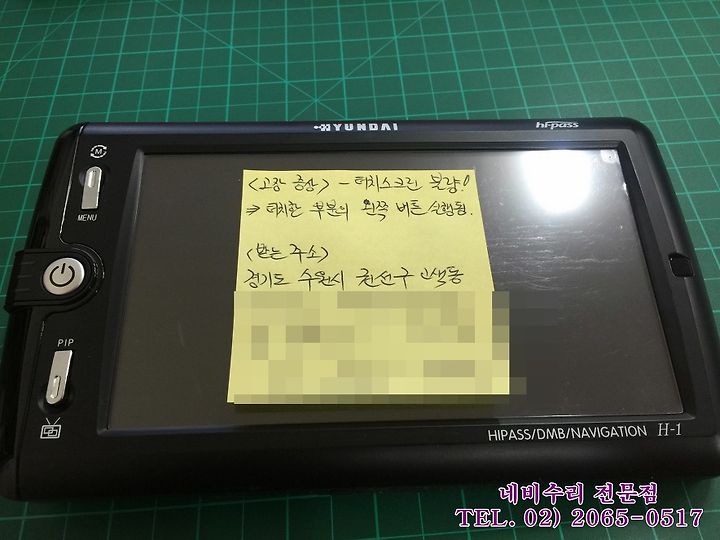 HYUNDAI
hi-pass
M
MENU
<고장 증상> - 터치스크린 불량!
⇒ 터치한 부분의 왼쪽 버튼 실행됨.
<받는 주소>
경기도 수원시 권선구 고색동
PIP
HIPASS/DMB/NAVIGATION H-1
네비수리 전문점
TEL. 02) 2065-0517